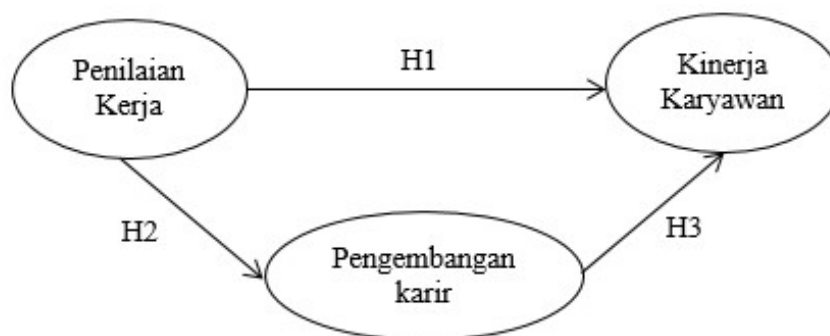 Penilaian
Kerja
H1
Kinerja
Karyawan
H2
Pengembangan
karir
H3